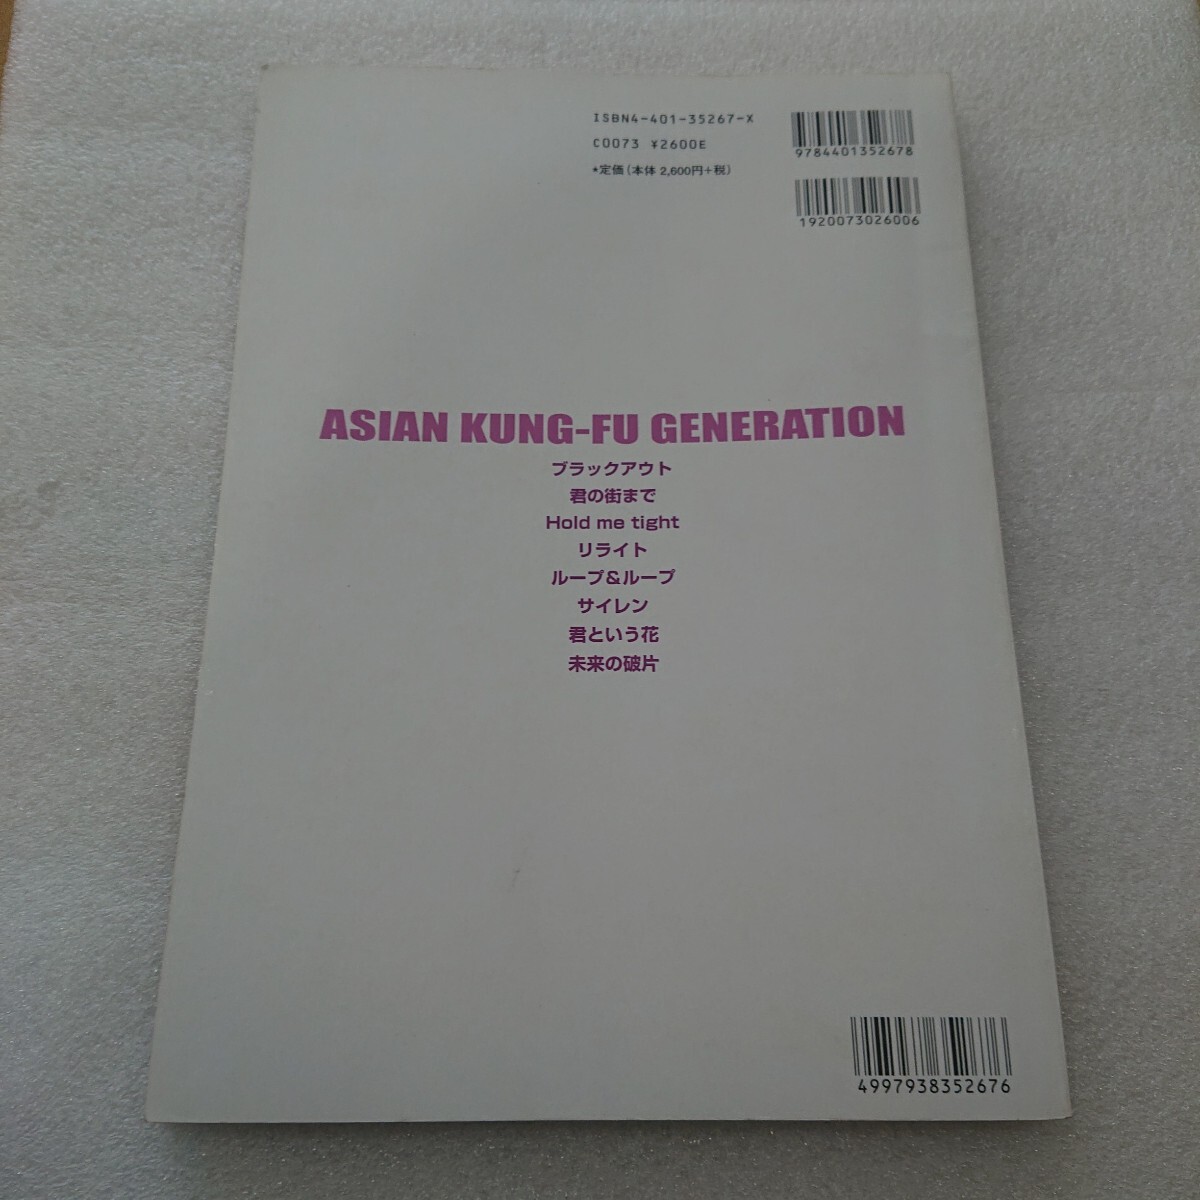 ISBN4-401-35267-X
C0073 ¥2600E
*定価(本体 2,600円+税)
9784401352678
1920073026006
ASIAN KUNG-FU GENERATION
ブラックアウト
君の街まで
Hold me tight
リライト
ループ&ループ
サイレン
君という花
未来の破片
4997938352676